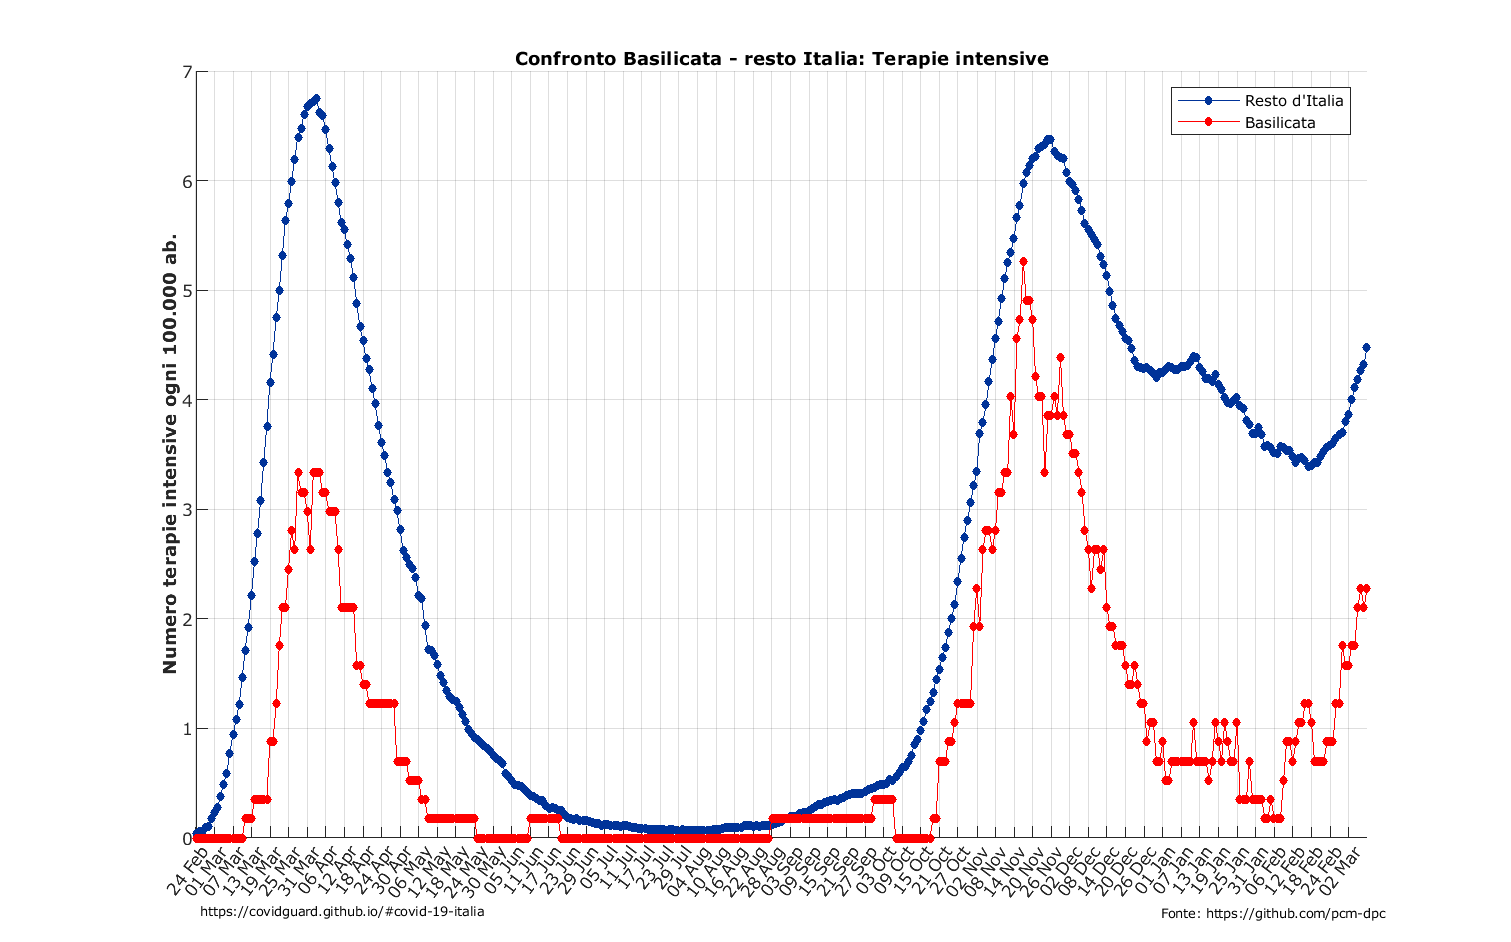 Confronto Basilicata - resto Italia: Terapie intensive
Resto d'Italia
Basilicata
Numero terapie intensive ogni 100.000 ab.
7
6
5
4
3
2
1
0
24 Feb
01 Mar
07 Mar
13 Mar
19 Mar
25 Mar
31 Mar
06 Apr
12 Apr
18 Apr
24 Apr
30 Apr
06 May
12 May
18 May
24 May
30 May
05 Jun
11 Jun
17 Jun
23 Jun
29 Jun
05 Jul
11 Jul
17 Jul
23 Jul
29 Jul
04 Aug
10 Aug
16 Aug
22 Aug
28 Aug
03 Sep
09 Sep
15 Sep
21 Sep
27 Sep
03 Oct
09 Oct
15 Oct
21 Oct
27 Oct
02 Nov
08 Nov
14 Nov
20 Nov
26 Nov
02 Dec
08 Dec
14 Dec
20 Dec
26 Dec
01 Jan
07 Jan
13 Jan
19 Jan
25 Jan
31 Jan
06 Feb
12 Feb
18 Feb
24 Feb
02 Mar
https://covidguard.github.io/#covid-19-italia
Fonte: https://github.com/pcm-dpc